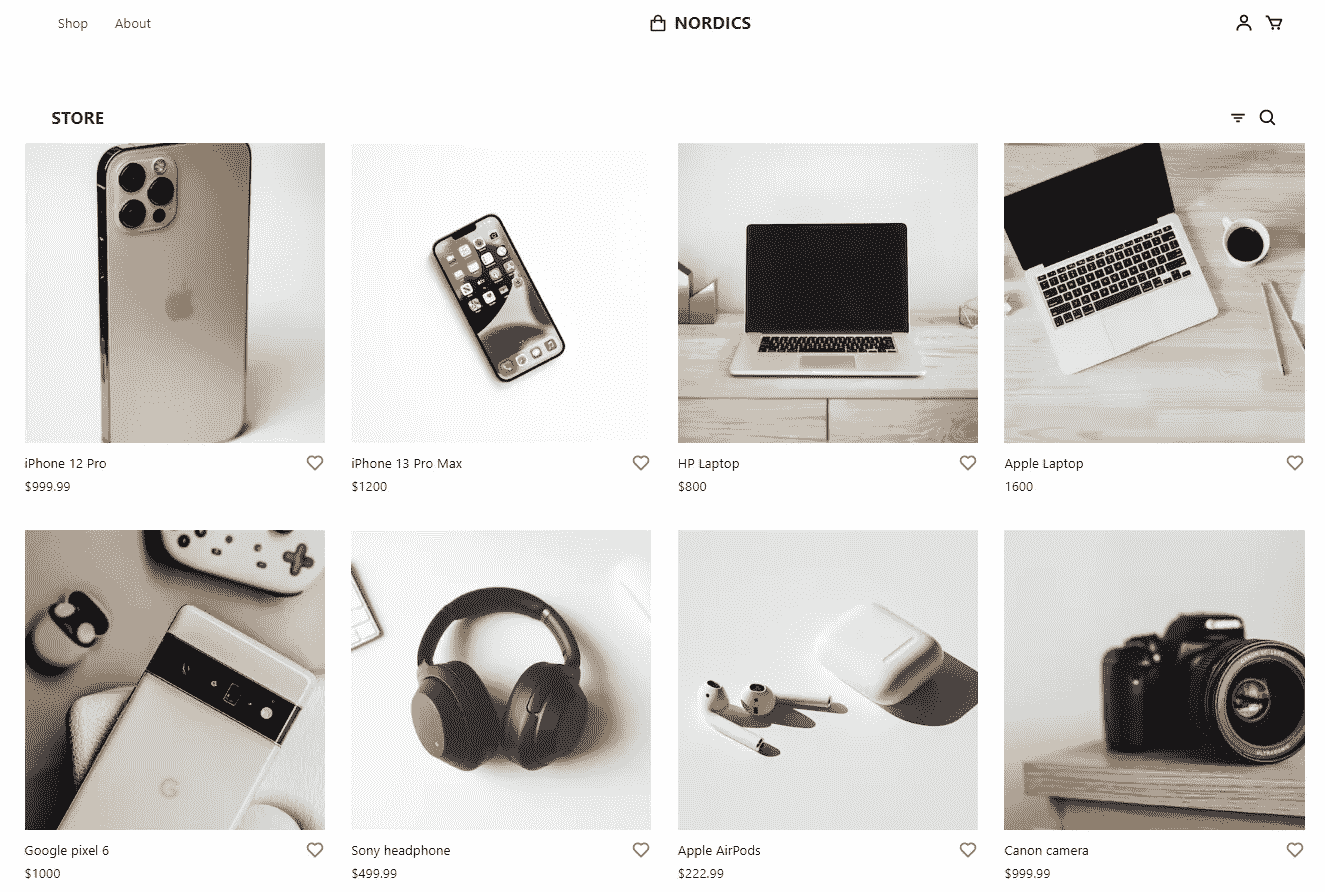 Shop About NORDICS
STORE
iPhone 12 Pro
$999.99
iPhone 13 Pro Max
$1200
HP Laptop
$800
Apple Laptop
1600
Google pixel 6
$1000
Sony headphone
$499.99
Apple AirPods
$222.99
Canon camera
$999.99